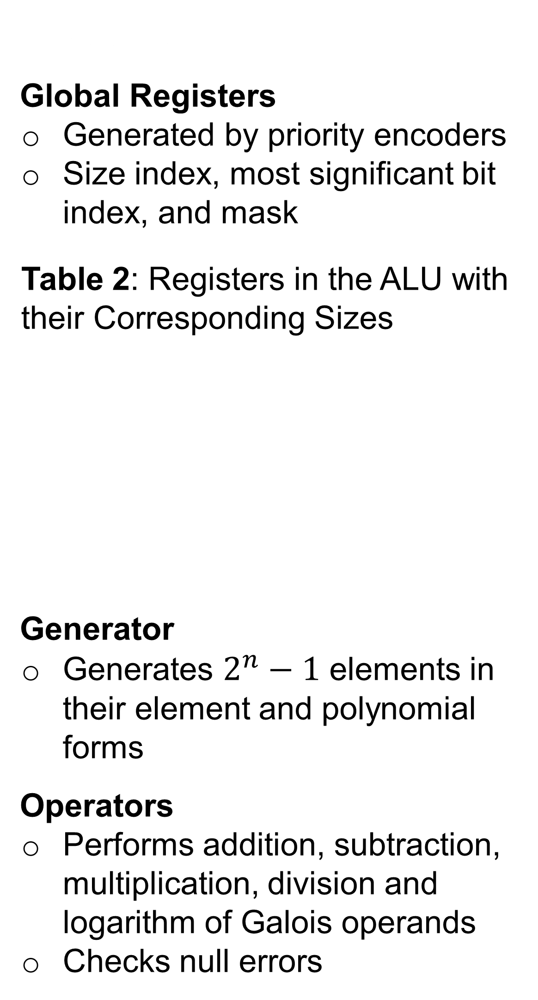 Global Registers
○ Generated by priority encoders
○ Size index, most significant bit
index, and mask
Table 2: Registers in the ALU with
their Corresponding Sizes
Generator
○ Generates 2ⁿ − 1 elements in
their element and polynomial
forms
Operators
○ Performs addition, subtraction,
multiplication, division and
logarithm of Galois operands
○ Checks null errors